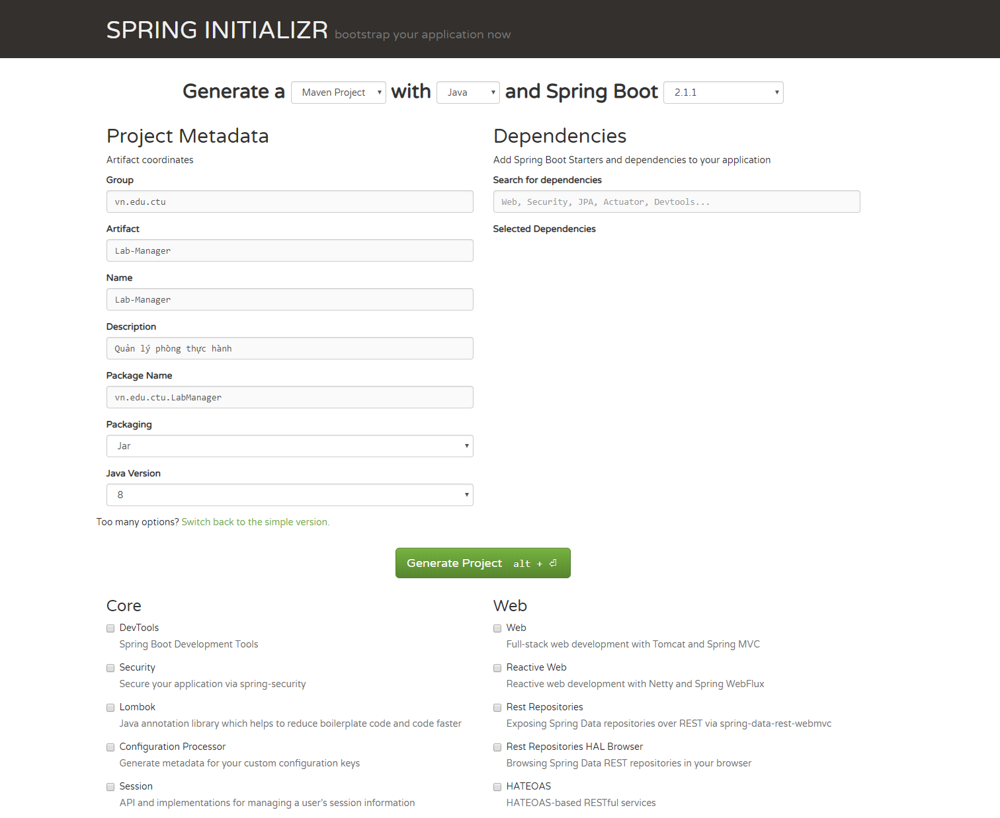 SPRING INITIALIZR bootstrap your application now
Generate a Maven Project with Java and Spring Boot 2.1.1
Project Metadata
Artifact coordinates
Group
vn.edu.ctu
Artifact
Lab-Manager
Name
Lab-Manager
Description
Quản lý phòng thực hành
Package Name
vn.edu.ctu.LabManager
Packaging
Jar
Java Version
8
Too many options? Switch back to the simple version.
Dependencies
Add Spring Boot Starters and dependencies to your application
Search for dependencies
Web, Security, JPA, Actuator, Devtools...
Selected Dependencies
Generate Project alt + ⏎
Core
DevTools
Spring Boot Development Tools
Security
Secure your application via spring-security
Lombok
Java annotation library which helps to reduce boilerplate code and code faster
Configuration Processor
Generate metadata for your custom configuration keys
Session
API and implementations for managing a user's session information
Web
Web
Full-stack web development with Tomcat and Spring MVC
Reactive Web
Reactive web development with Netty and Spring WebFlux
Rest Repositories
Exposing Spring Data repositories over REST via spring-data-rest-webmvc
Rest Repositories HAL Browser
Browsing Spring Data REST repositories in your browser
HATEOAS
HATEOAS-based RESTful services